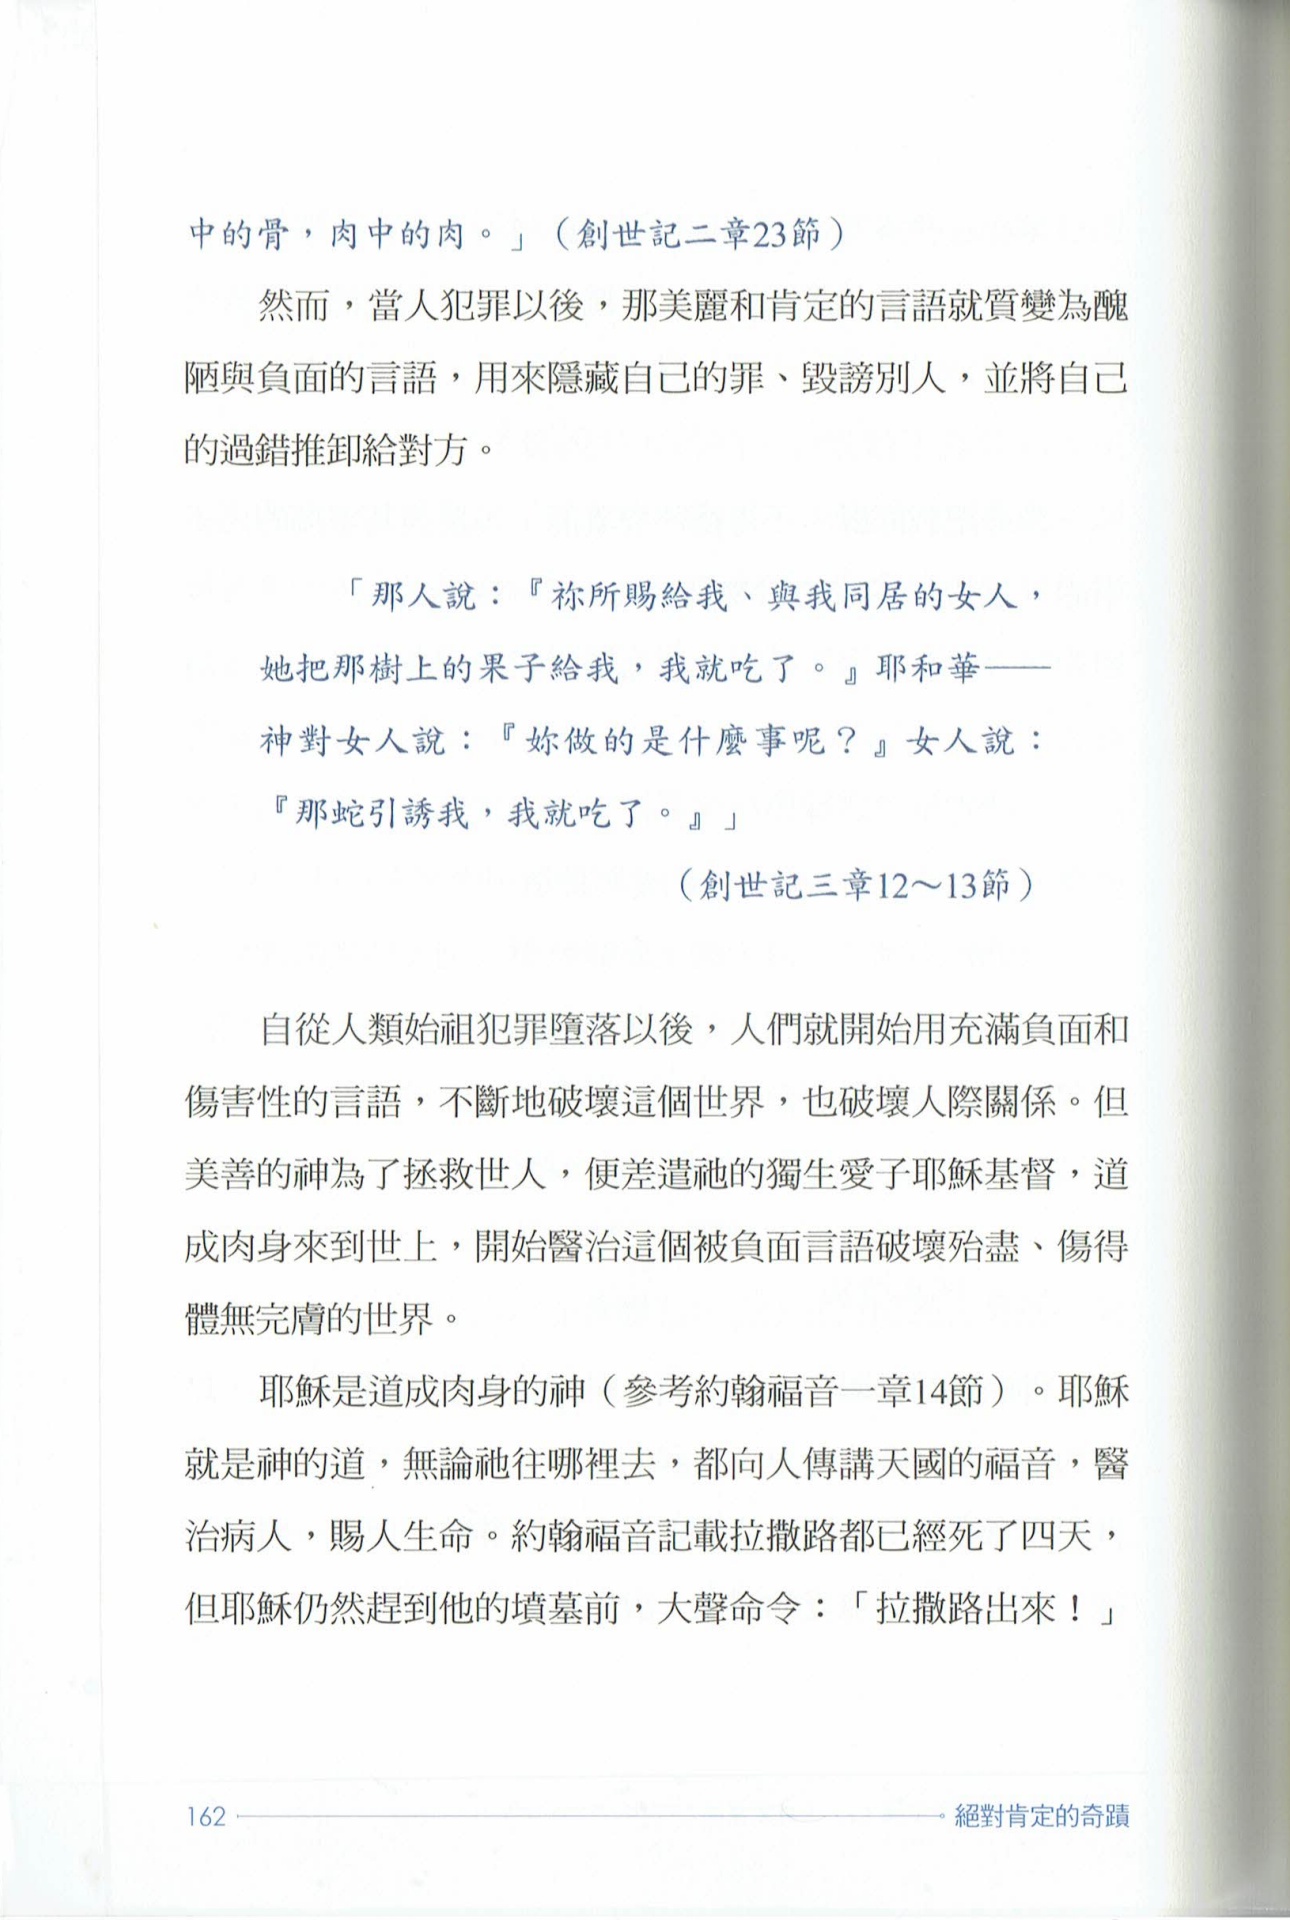 中的骨，肉中的肉。」（創世記二章23節）
然而，當人犯罪以後，那美麗和肯定的言語就質變為醜
陋與負面的言語，用來隱藏自己的罪、毀謗別人，並將自己
的過錯推卸給對方。
「那人說：『祢所賜給我、與我同居的女人，
她把那樹上的果子給我，我就吃了。』耶和華——
神對女人說：『妳做的是什麼事呢？』女人說：
『那蛇引誘我，我就吃了。』」
（創世記三章12～13節）
自從人類始祖犯罪墮落以後，人們就開始用充滿負面和
傷害性的言語，不斷地破壞這個世界，也破壞人際關係。但
美善的神為了拯救世人，便差遣祂的獨生愛子耶穌基督，道
成肉身來到世上，開始醫治這個被負面言語破壞殆盡、傷得
體無完膚的世界。
耶穌是道成肉身的神（參考約翰福音一章14節）。耶穌
就是神的道，無論祂往哪裡去，都向人傳講天國的福音，醫
治病人，賜人生命。約翰福音記載拉撒路都已經死了四天，
但耶穌仍然趕到他的墳墓前，大聲命令：「拉撒路出來！」
162 絕對肯定的奇蹟